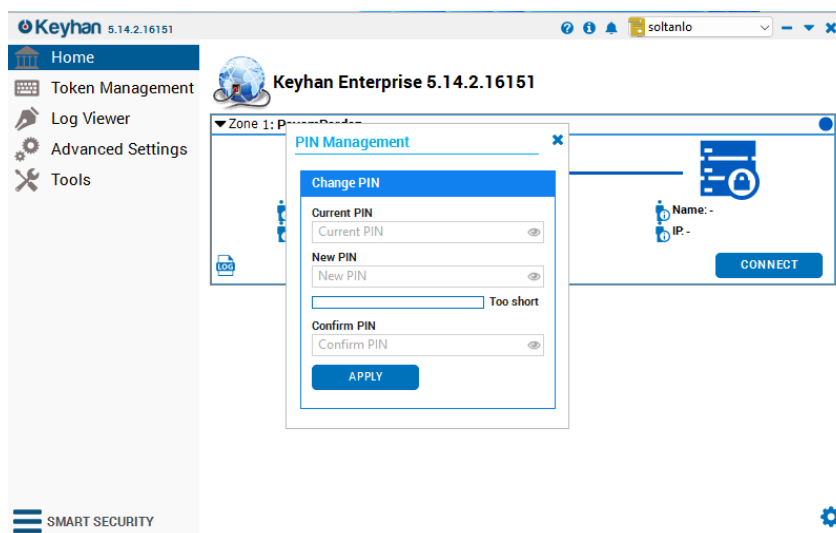 Keyhan 5.14.2.16151
soltanlo
Home
Token Management
Log Viewer
Advanced Settings
Tools
SMART SECURITY
Keyhan Enterprise 5.14.2.16151
Zone 1:
Name: -
IP: -
LOG
CONNECT
PIN Management
Change PIN
Current PIN
Current PIN
New PIN
New PIN
Too short
Confirm PIN
Confirm PIN
APPLY